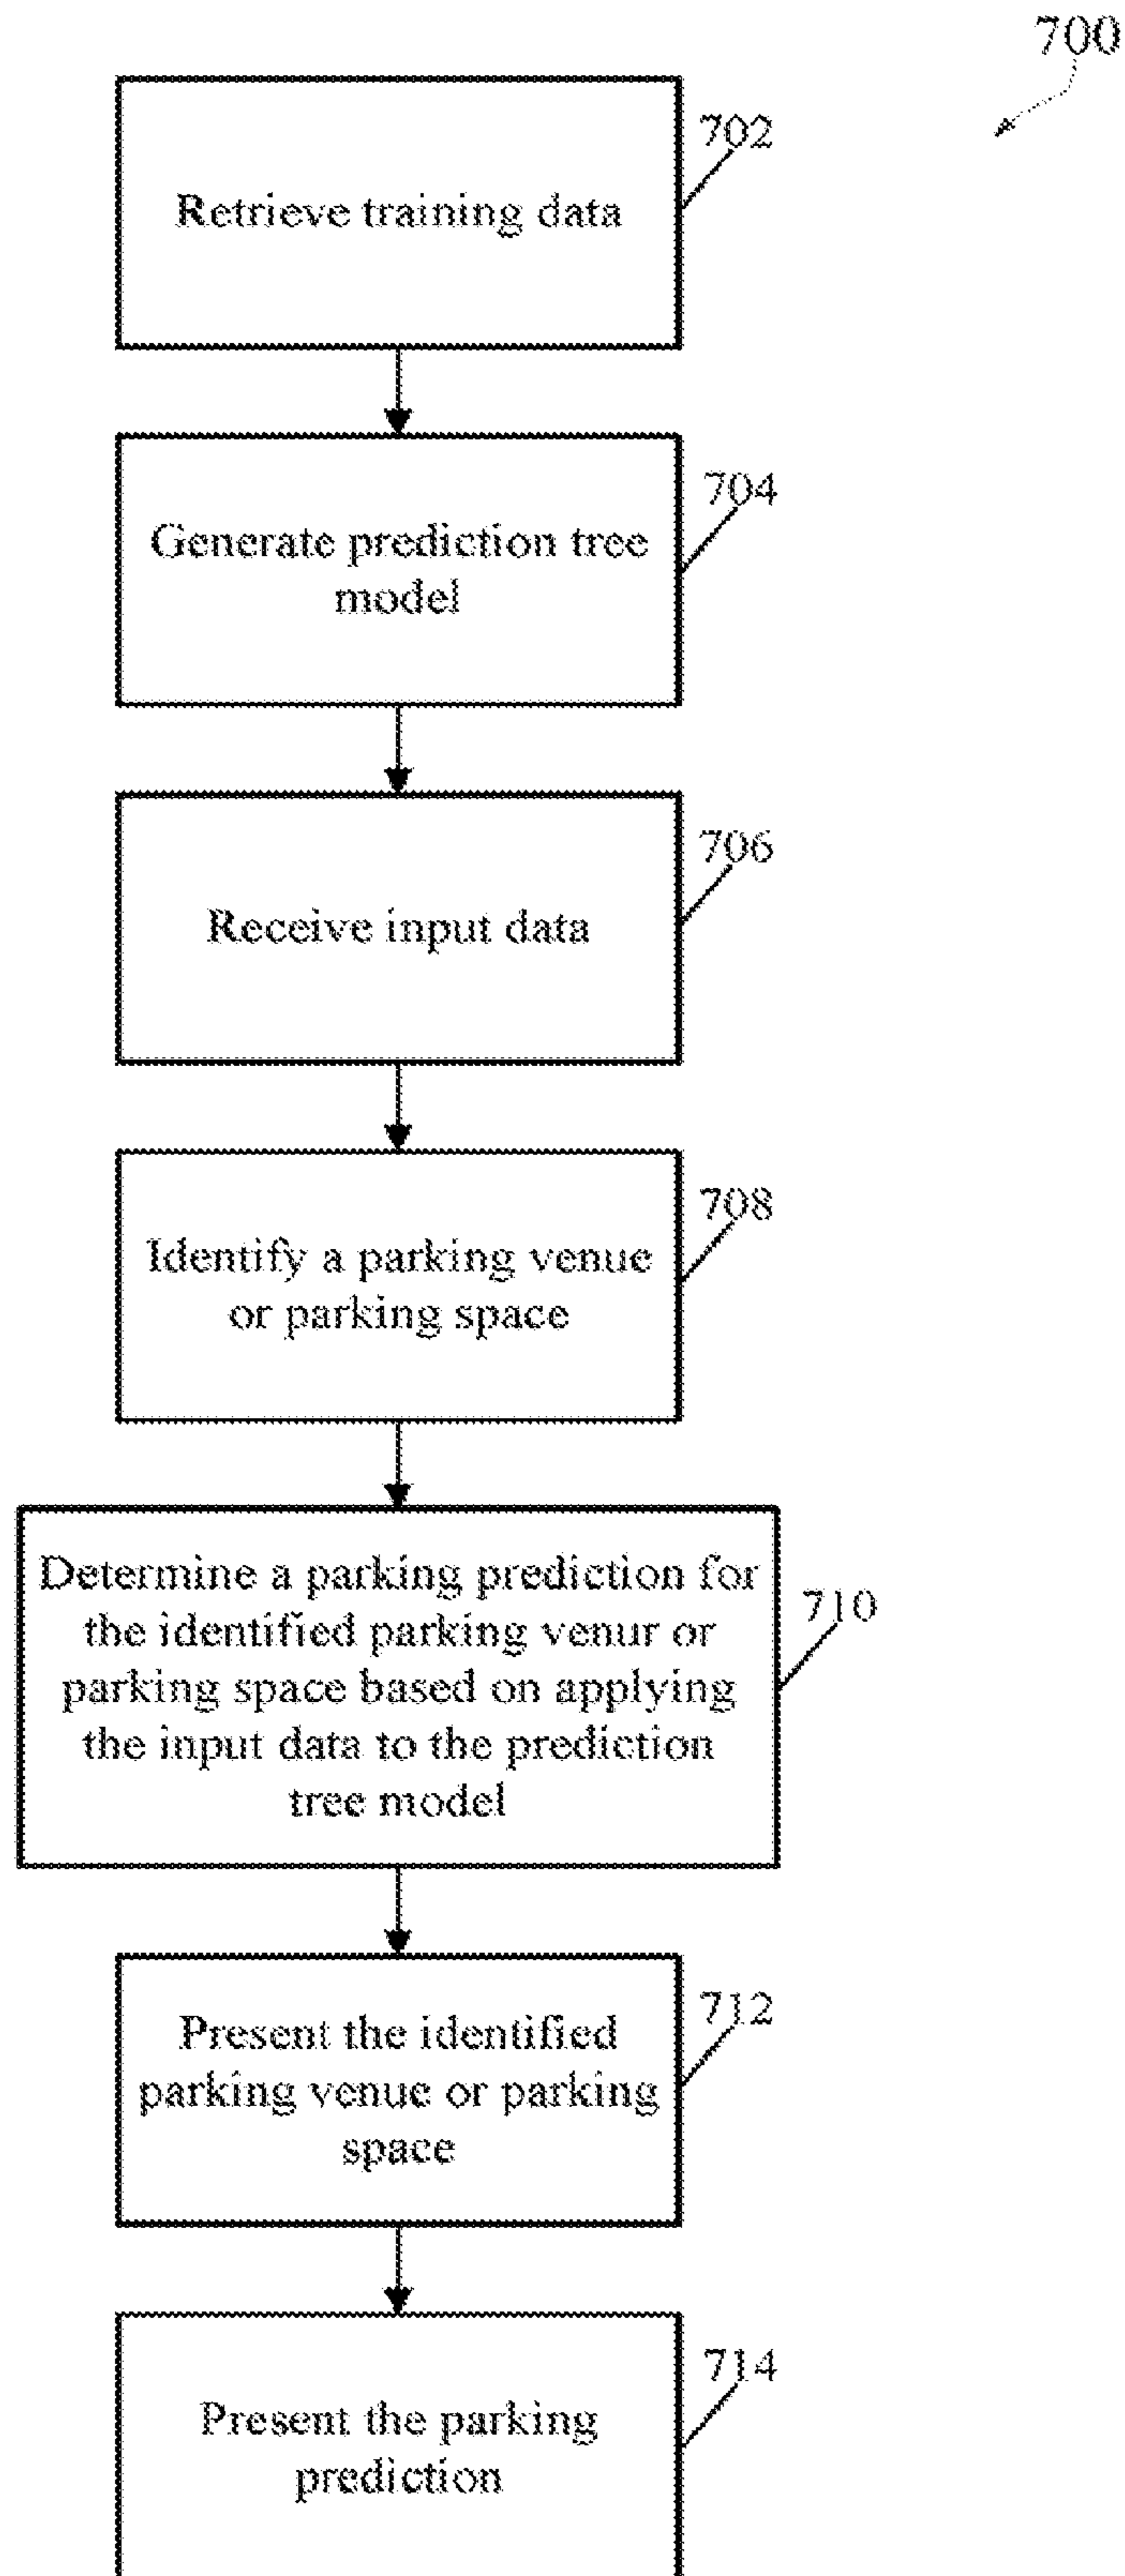 700
702
Retrieve training data
704
Generate prediction tree
model
706
Receive input data
708
Identify a parking venue
or parking space
710
Determine a parking prediction for
the identified parking venur or
parking space based on applying
the input data to the prediction
tree model
712
Present the identified
parking venue or parking
space
714
Present the parking
prediction